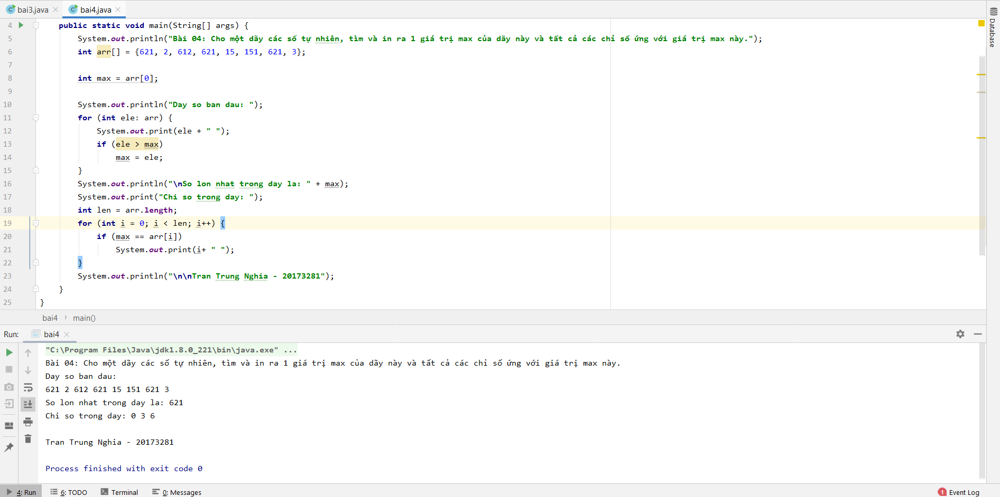 bai3.java bai4.java
Database
4 public static void main(String[] args) {
5 System.out.println("Bài 04: Cho một dãy các số tự nhiên, tìm và in ra 1 giá trị max của dãy này và tất cả các chỉ số ứng với giá trị max này.");
6 int arr[] = {621, 2, 612, 621, 15, 151, 621, 3};
7
8 int max = arr[0];
9
10 System.out.println("Day so ban dau: ");
11 for (int ele: arr) {
12 System.out.print(ele + " ");
13 if (ele > max)
14 max = ele;
15 }
16 System.out.println("\nSo lon nhat trong day la: " + max);
17 System.out.print("Chi so trong day: ");
18 int len = arr.length;
19 for (int i = 0; i < len; i++) {
20 if (max == arr[i])
21 System.out.print(i+ " ");
22 }
23 System.out.println("\n\nTran Trung Nghia - 20173281");
24 }
25 }
bai4 › main()
Run: bai4
"C:\Program Files\Java\jdk1.8.0_221\bin\java.exe" ...
Bài 04: Cho một dãy các số tự nhiên, tìm và in ra 1 giá trị max của dãy này và tất cả các chỉ số ứng với giá trị max này.
Day so ban dau:
621 2 612 621 15 151 621 3
So lon nhat trong day la: 621
Chi so trong day: 0 3 6
Tran Trung Nghia - 20173281
Process finished with exit code 0
4: Run 6: TODO Terminal 0: Messages 1 Event Log